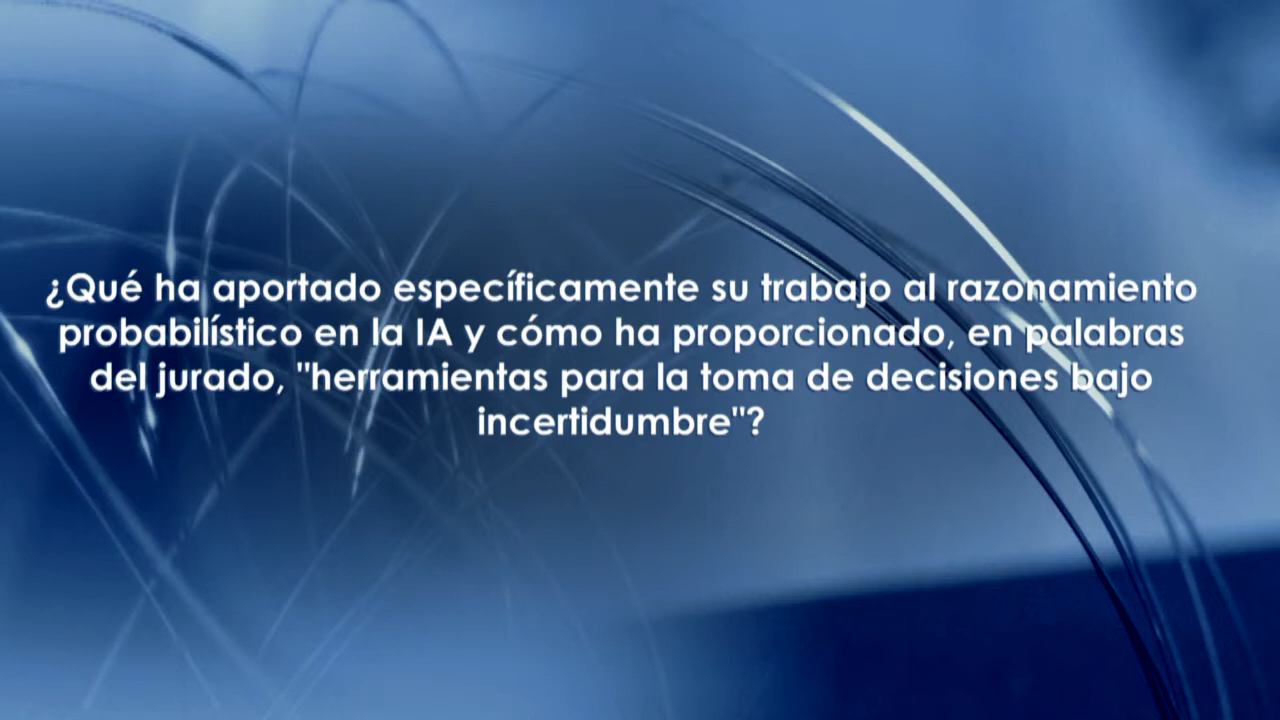 ¿Qué ha aportado específicamente su trabajo al razonamiento
probabilístico en la IA y cómo ha proporcionado, en palabras
del jurado, "herramientas para la toma de decisiones bajo
incertidumbre"?